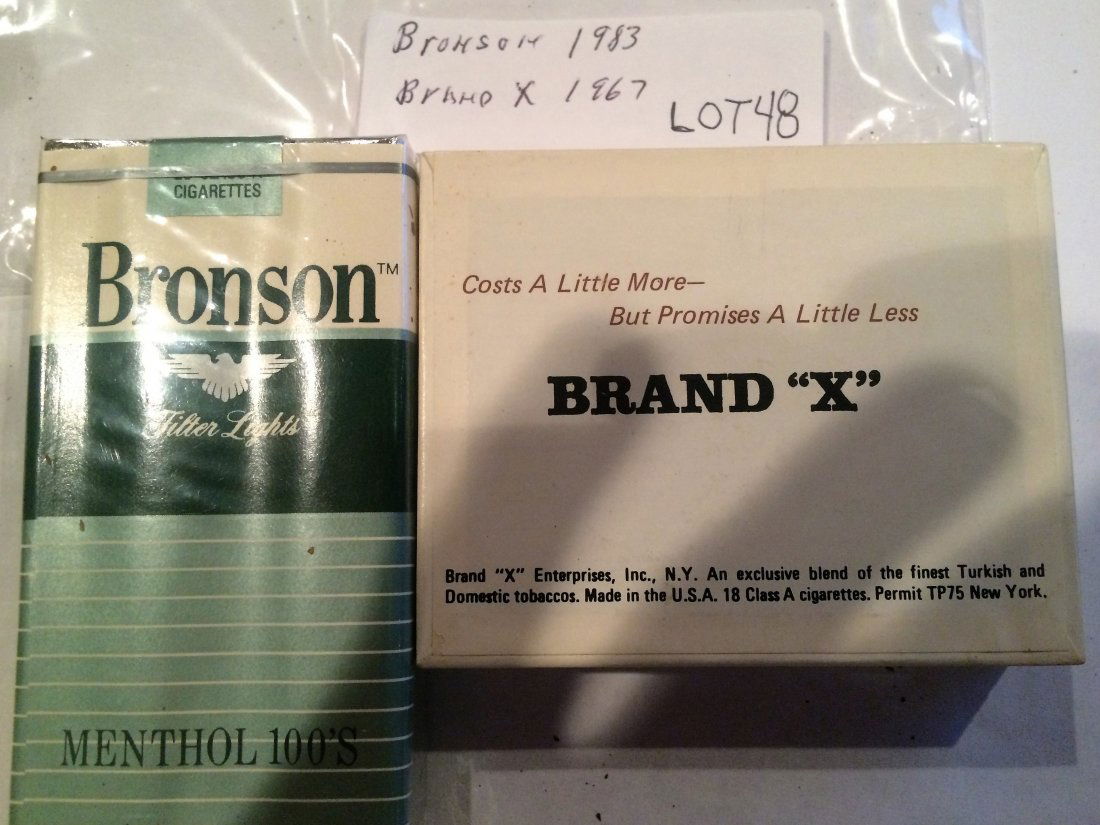 Bronson 1983
Brand X 1967
LOT 48
CIGARETTES
Bronson™
Filter Lights
MENTHOL 100'S
Costs A Little More—
But Promises A Little Less
BRAND “X”
Brand "X" Enterprises, Inc., N.Y. An exclusive blend of the finest Turkish and
Domestic tobaccos. Made in the U.S.A. 18 Class A cigarettes. Permit TP75 New York.